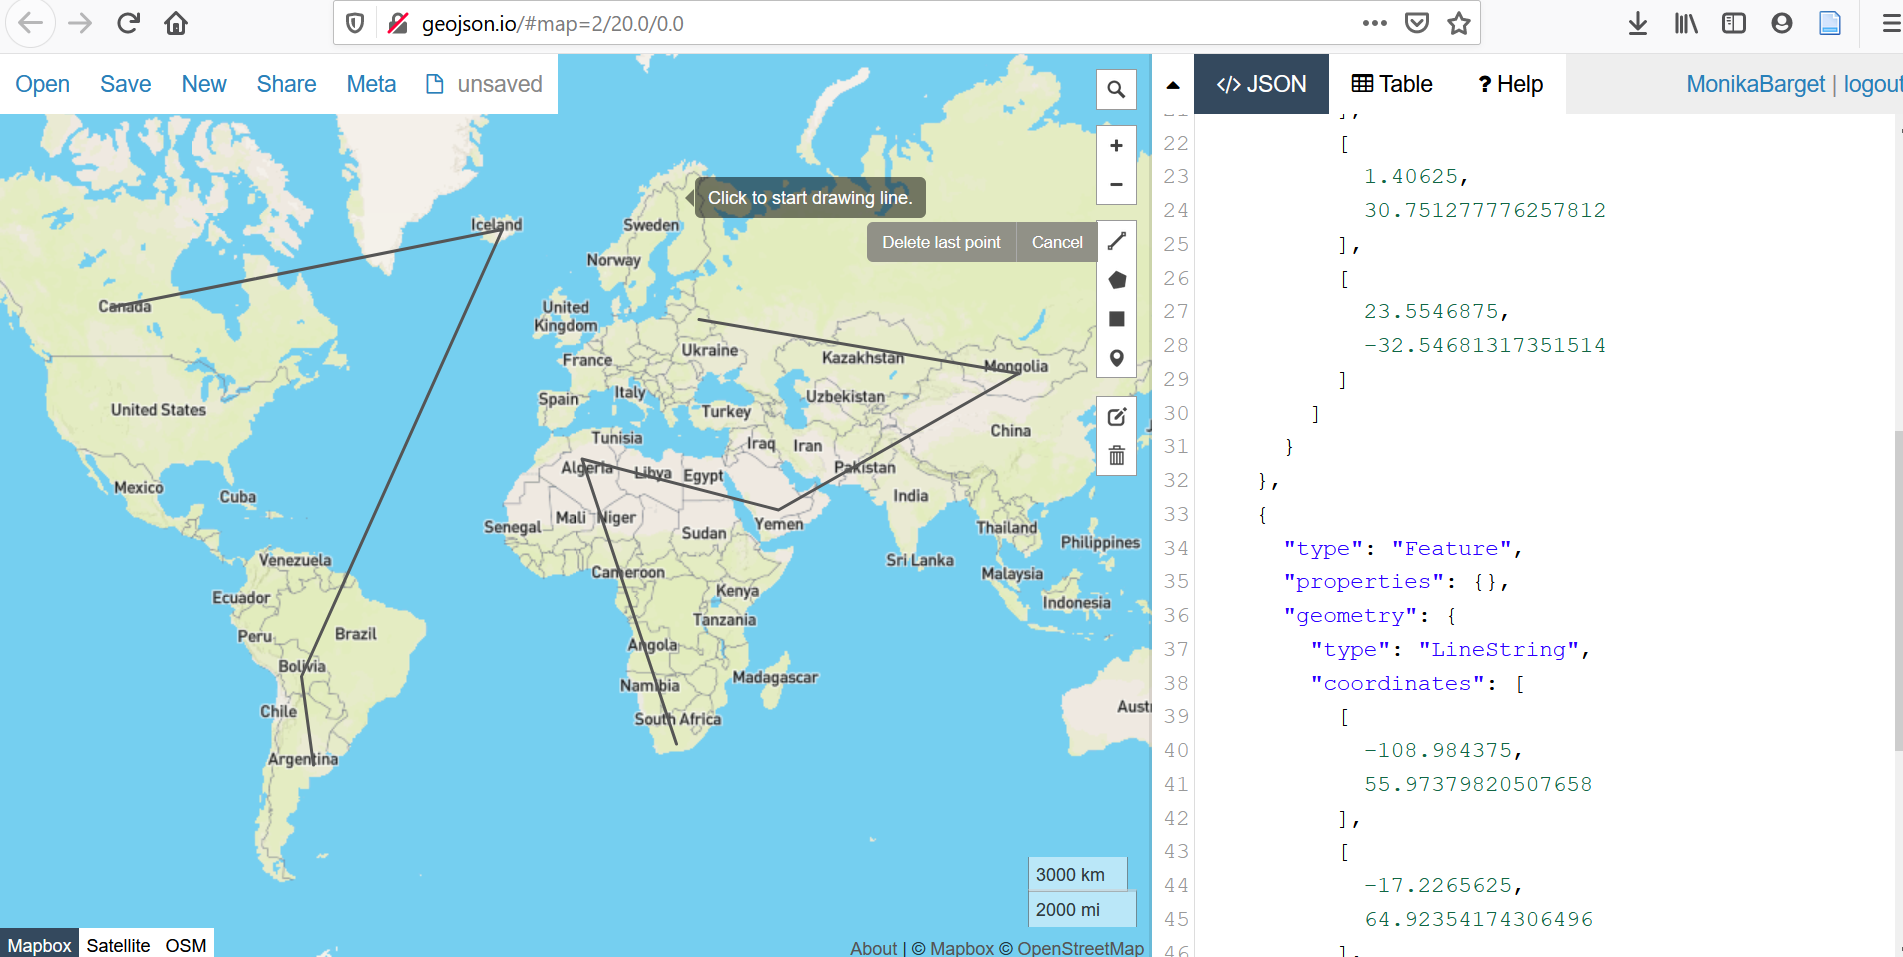 geojson.io/#map=2/20.0/0.0
Open Save New Share Meta unsaved
</> JSON Table ? Help
MonikaBarget | logout
Click to start drawing line.
Delete last point Cancel
+
−
Iceland
Sweden
Norway
Canada
United
Kingdom
Ukraine
France
Kazakhstan
Mongolia
Spain
Italy
Uzbekistan
United States
Turkey
China
Tunisia
Iraq
Iran
Algeria
Libya
Egypt
Pakistan
Mexico
Cuba
India
Mali
Niger
Senegal
Sudan
Yemen
Thailand
Philippines
Venezuela
Cameroon
Sri Lanka
Malaysia
Ecuador
Kenya
Indonesia
Tanzania
Peru
Brazil
Angola
Bolivia
Namibia
Madagascar
Chile
South Africa
Aust
Argentina
3000 km
2000 mi
Mapbox Satellite OSM
About | © Mapbox © OpenStreetMap
21 ],
22 [
23 1.40625,
24 30.751277776257812
25 ],
26 [
27 23.5546875,
28 -32.54681317351514
29 ]
30 ]
31 }
32 },
33 {
34 "type": "Feature",
35 "properties": {},
36 "geometry": {
37 "type": "LineString",
38 "coordinates": [
39 [
40 -108.984375,
41 55.97379820507658
42 ],
43 [
44 -17.2265625,
45 64.92354174306496
46 ],